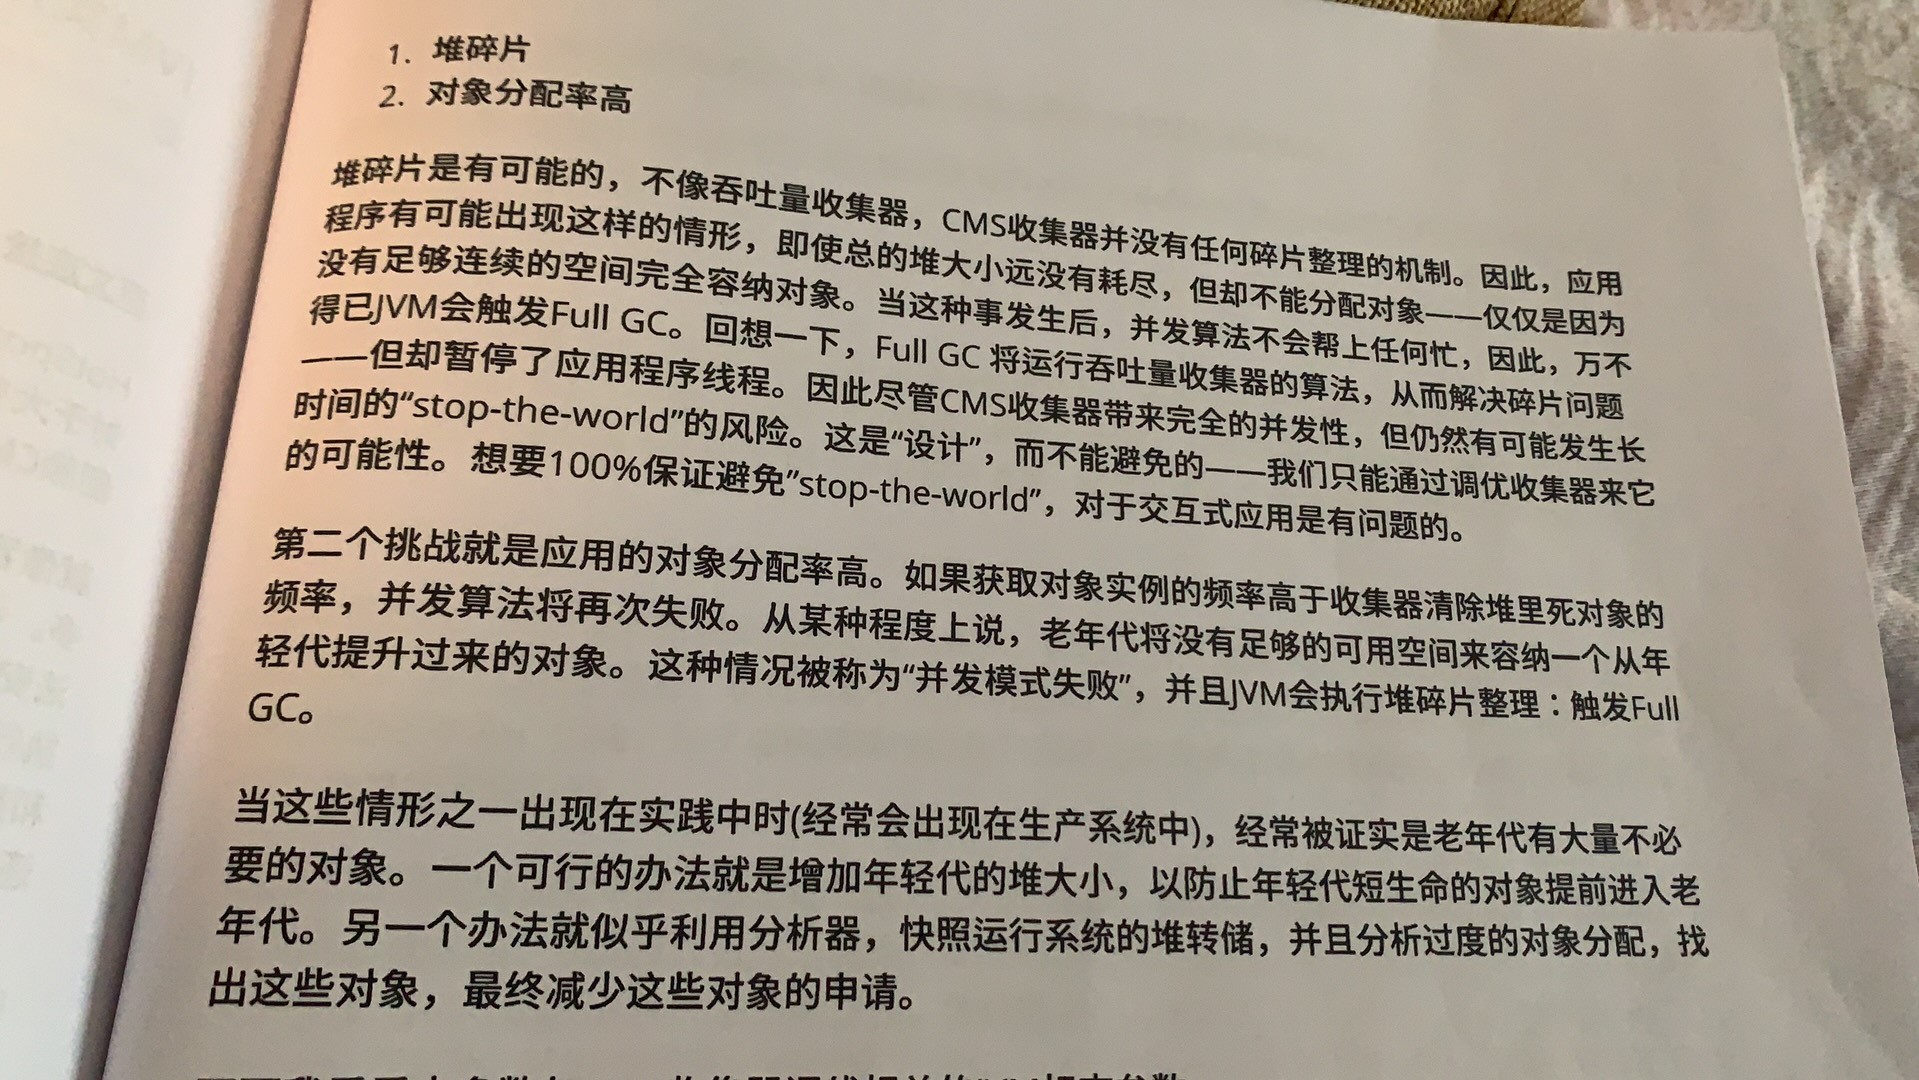 1. 堆碎片
2. 对象分配率高
堆碎片是有可能的，不像吞吐量收集器，CMS收集器并没有任何碎片整理的机制。因此，应用
程序有可能出现这样的情形，即使总的堆大小远没有耗尽，但却不能分配对象——仅仅是因为
没有足够连续的空间完全容纳对象。当这种事发生后，并发算法不会帮上任何忙，因此，万不
得已JVM会触发Full GC。回想一下，Full GC 将运行吞吐量收集器的算法，从而解决碎片问题
——但却暂停了应用程序线程。因此尽管CMS收集器带来完全的并发性，但仍然有可能发生长
时间的“stop-the-world”的风险。这是“设计”，而不能避免的——我们只能通过调优收集器来它
的可能性。想要100%保证避免”stop-the-world”，对于交互式应用是有问题的。
第二个挑战就是应用的对象分配率高。如果获取对象实例的频率高于收集器清除堆里死对象的
频率，并发算法将再次失败。从某种程度上说，老年代将没有足够的可用空间来容纳一个从年
轻代提升过来的对象。这种情况被称为“并发模式失败”，并且JVM会执行堆碎片整理：触发Full
GC。
当这些情形之一出现在实践中时(经常会出现在生产系统中)，经常被证实是老年代有大量不必
要的对象。一个可行的办法就是增加年轻代的堆大小，以防止年轻代短生命的对象提前进入老
年代。另一个办法就似乎利用分析器，快照运行系统的堆转储，并且分析过度的对象分配，找
出这些对象，最终减少这些对象的申请。